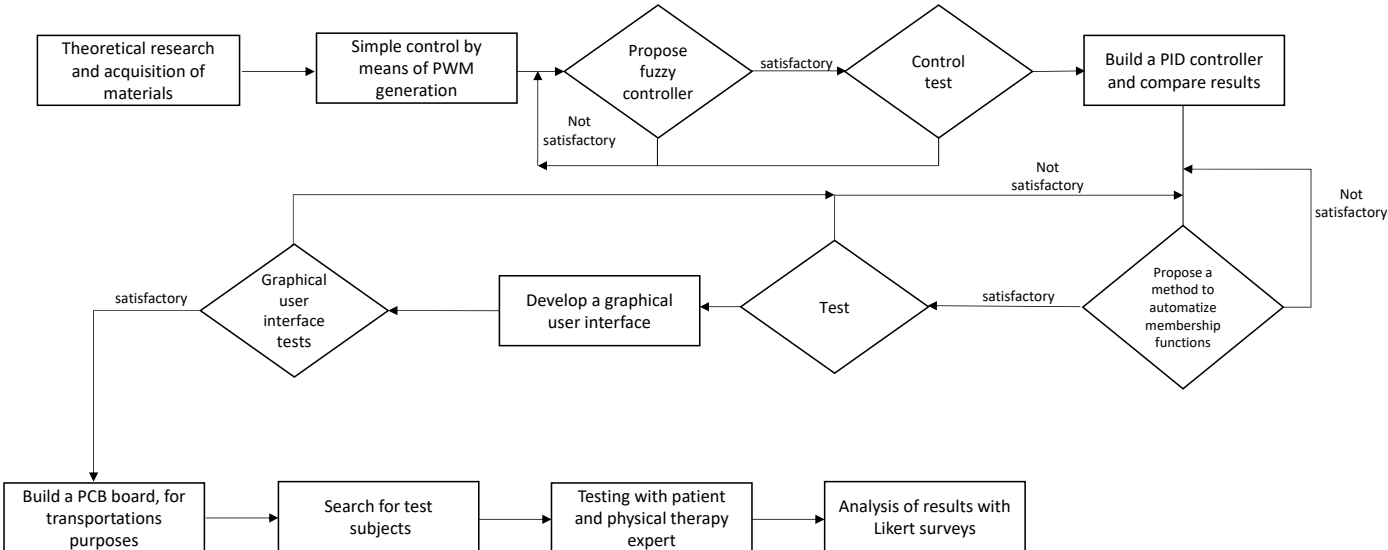 Theoretical research
and acquisition of
materials
Simple control by
means of PWM
generation
Propose
fuzzy
controller
satisfactory
Control
test
Build a PID controller
and compare results
Not
satisfactory
Not
satisfactory
Not
satisfactory
Propose a
method to
automatize
membership
functions
satisfactory
Test
Develop a graphical
user interface
Graphical
user
interface
tests
satisfactory
Build a PCB board, for
transportations
purposes
Search for test
subjects
Testing with patient
and physical therapy
expert
Analysis of results with
Likert surveys